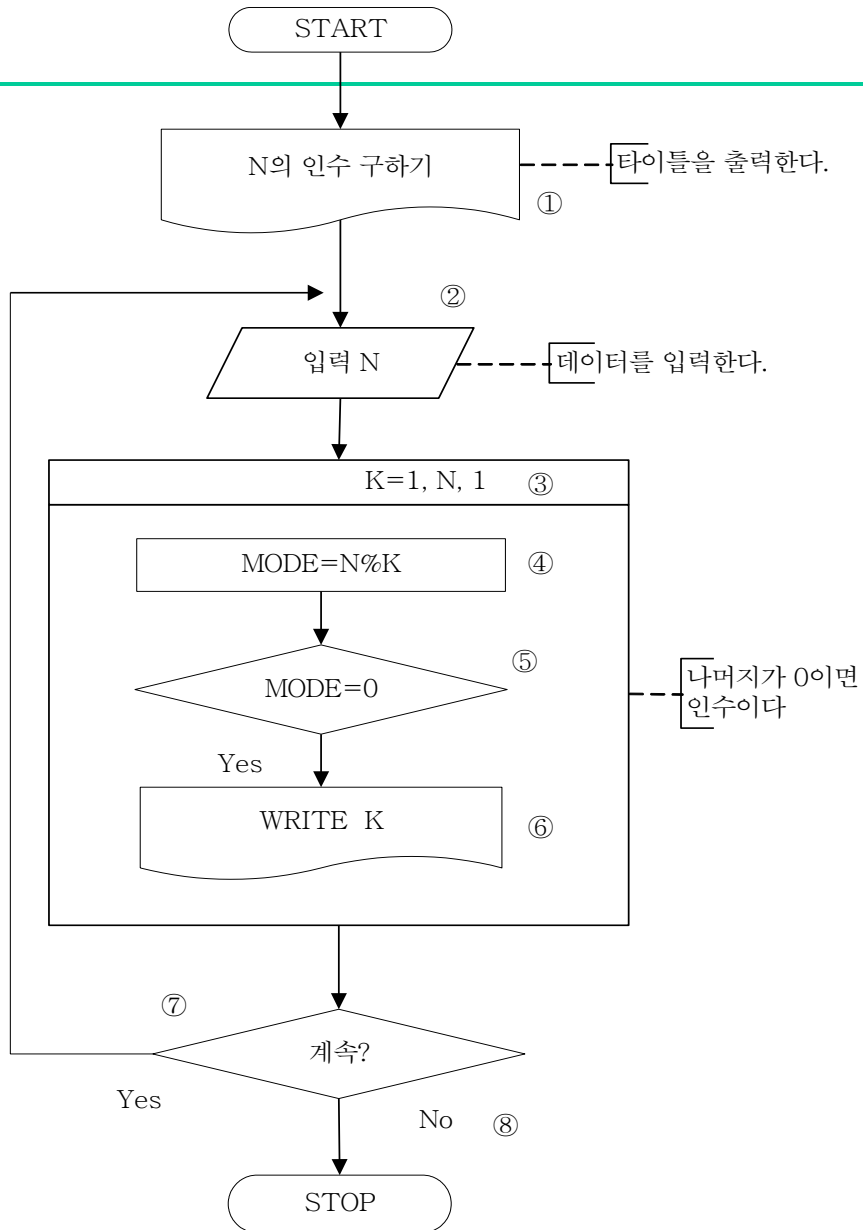 START
N의 인수 구하기
타이틀을 출력한다.
①
②
입력 N
데이터를 입력한다.
K=1, N, 1 ③
MODE=N%K ④
⑤
MODE=0
나머지가 0이면
인수이다
Yes
WRITE K ⑥
⑦
계속?
Yes
No ⑧
STOP